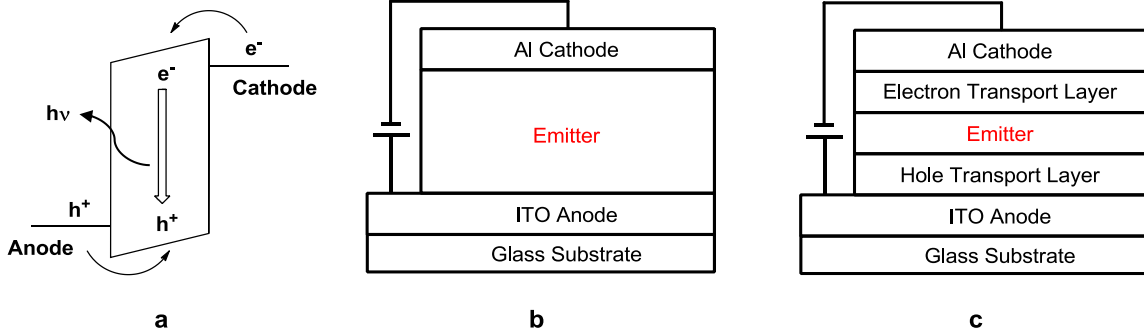 e⁻
e⁻
Cathode
hν
h⁺
h⁺
Anode
a
Al Cathode
Emitter
ITO Anode
Glass Substrate
b
Al Cathode
Electron Transport Layer
Emitter
Hole Transport Layer
ITO Anode
Glass Substrate
c